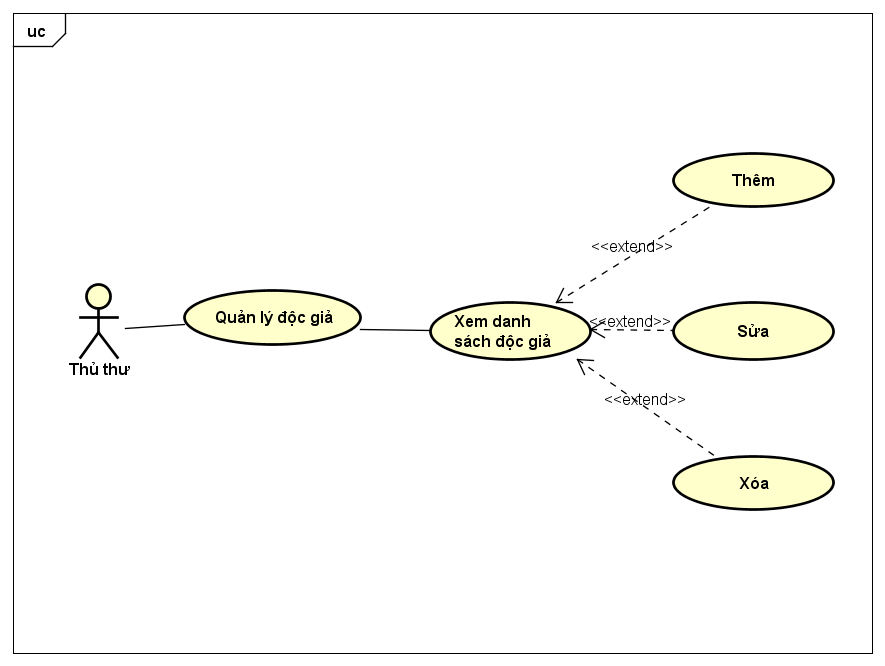 uc
Thêm
<<extend>>
Quản lý độc giả
Xem danh
sách độc giả
<<extend>>
Sửa
Thủ thư
<<extend>>
Xóa